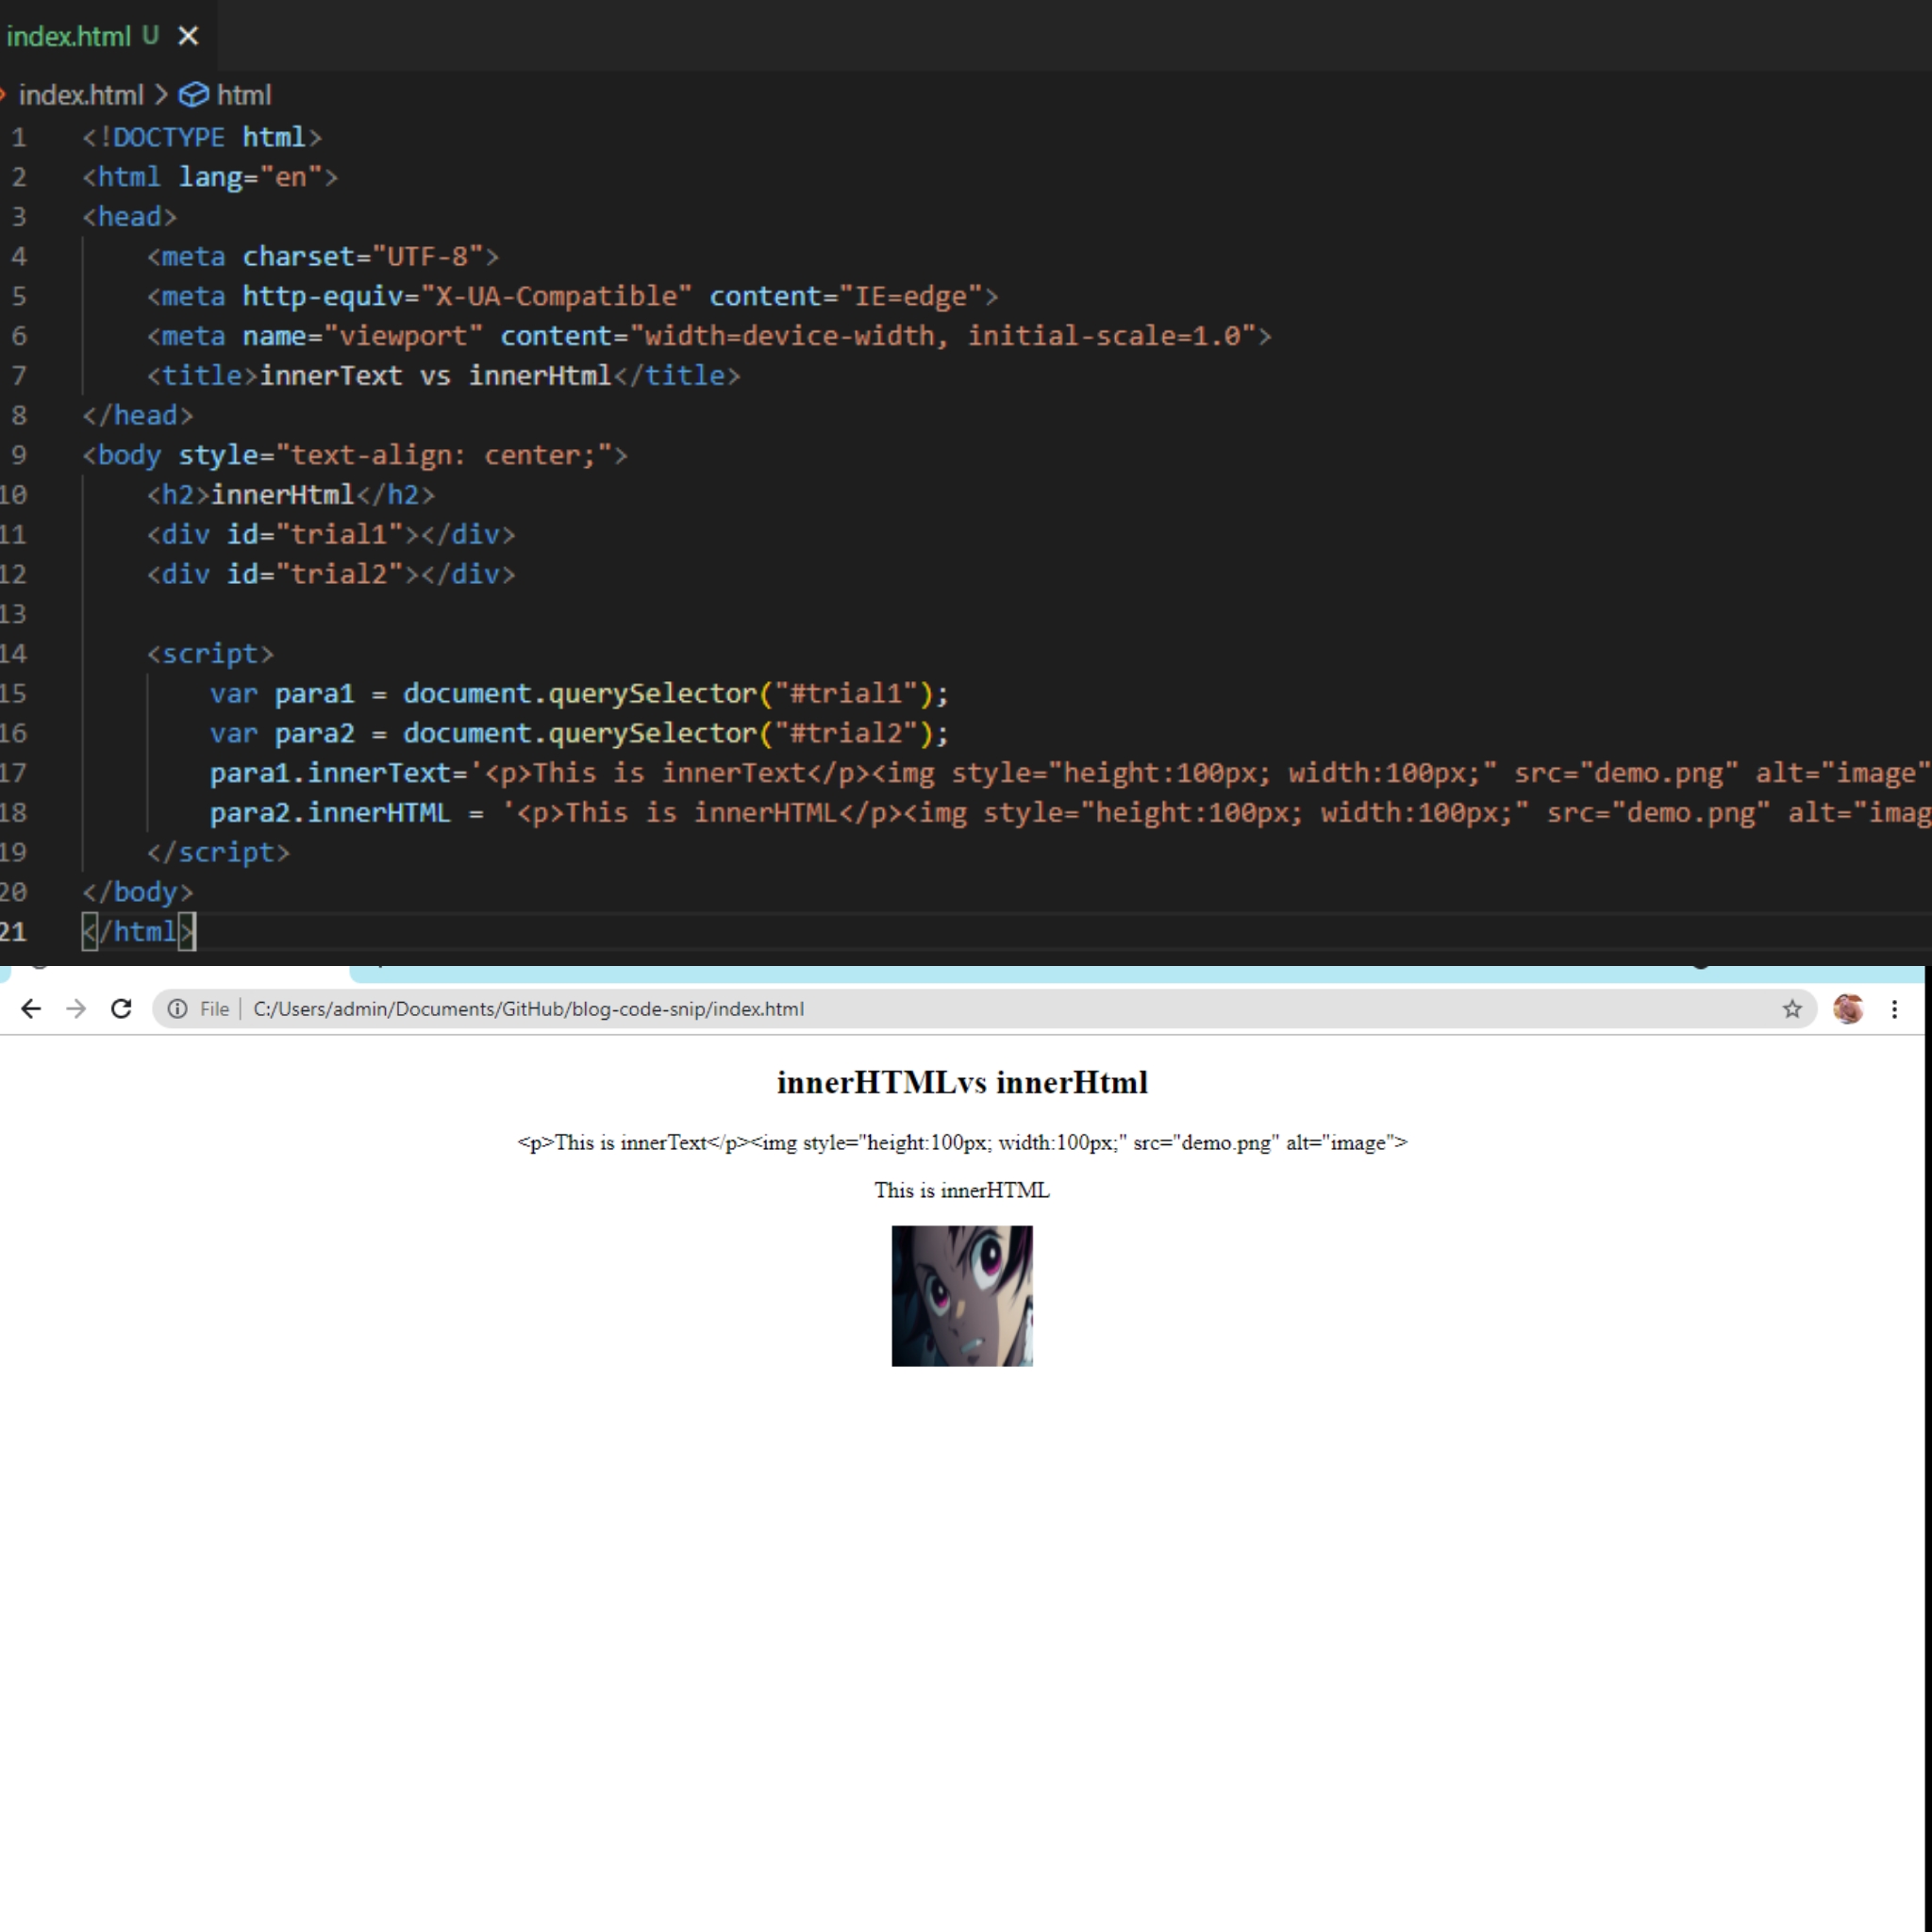 index.html U ×
index.html > html
1 <!DOCTYPE html>
2 <html lang="en">
3 <head>
4 <meta charset="UTF-8">
5 <meta http-equiv="X-UA-Compatible" content="IE=edge">
6 <meta name="viewport" content="width=device-width, initial-scale=1.0">
7 <title>innerText vs innerHtml</title>
8 </head>
9 <body style="text-align: center;">
10 <h2>innerHtml</h2>
11 <div id="trial1"></div>
12 <div id="trial2"></div>
13
14 <script>
15 var para1 = document.querySelector("#trial1");
16 var para2 = document.querySelector("#trial2");
17 para1.innerText='<p>This is innerText</p><img style="height:100px; width:100px;" src="demo.png" alt="image"
18 para2.innerHTML = '<p>This is innerHTML</p><img style="height:100px; width:100px;" src="demo.png" alt="imag
19 </script>
20 </body>
21 </html>
File | C:/Users/admin/Documents/GitHub/blog-code-snip/index.html
innerHTMLvs innerHtml
<p>This is innerText</p><img style="height:100px; width:100px;" src="demo.png" alt="image">
This is innerHTML